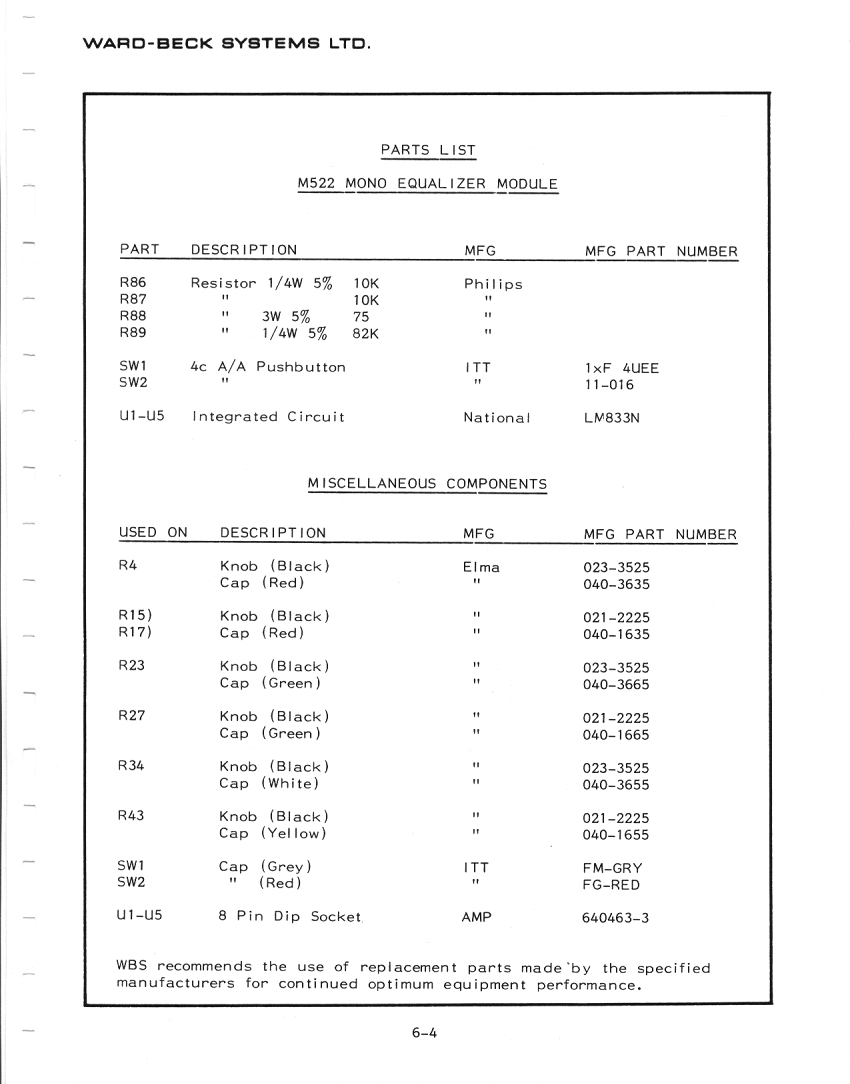 WARD-BECK SYSTEMS LTD.
PARTS LIST
M522 MONO EQUALIZER MODULE
PART DESCRIPTION MFG MFG PART NUMBER
R86 Resistor 1/4W 5% 10K Philips
R87 " 10K "
R88 " 3W 5% 75 "
R89 " 1/4W 5% 82K "
SW1 4c A/A Pushbutton ITT 1xF 4UEE
SW2 " " 11-016
U1-U5 Integrated Circuit National LM833N
MISCELLANEOUS COMPONENTS
USED ON DESCRIPTION MFG MFG PART NUMBER
R4 Knob (Black) Elma 023-3525
Cap (Red) " 040-3635
R15) Knob (Black) " 021-2225
R17) Cap (Red) " 040-1635
R23 Knob (Black) " 023-3525
Cap (Green) " 040-3665
R27 Knob (Black) " 021-2225
Cap (Green) " 040-1665
R34 Knob (Black) " 023-3525
Cap (White) " 040-3655
R43 Knob (Black) " 021-2225
Cap (Yellow) " 040-1655
SW1 Cap (Grey) ITT FM-GRY
SW2 " (Red) " FG-RED
U1-U5 8 Pin Dip Socket AMP 640463-3
WBS recommends the use of replacement parts made by the specified
manufacturers for continued optimum equipment performance.
6-4